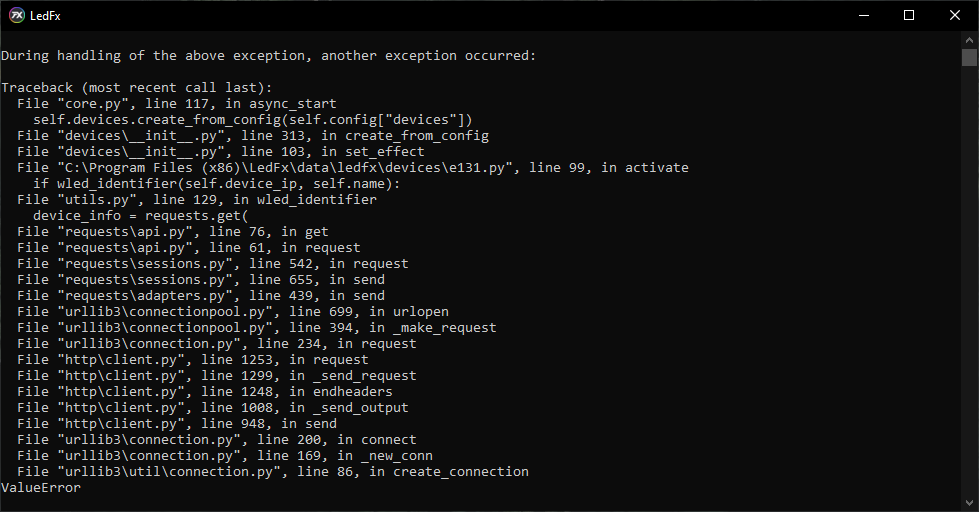 LedFx
During handling of the above exception, another exception occurred:
Traceback (most recent call last):
  File "core.py", line 117, in async_start
    self.devices.create_from_config(self.config["devices"])
  File "devices\__init__.py", line 313, in create_from_config
  File "devices\__init__.py", line 103, in set_effect
  File "C:\Program Files (x86)\LedFx\data\ledfx\devices\e131.py", line 99, in activate
    if wled_identifier(self.device_ip, self.name):
  File "utils.py", line 129, in wled_identifier
    device_info = requests.get(
  File "requests\api.py", line 76, in get
  File "requests\api.py", line 61, in request
  File "requests\sessions.py", line 542, in request
  File "requests\sessions.py", line 655, in send
  File "requests\adapters.py", line 439, in send
  File "urllib3\connectionpool.py", line 699, in urlopen
  File "urllib3\connectionpool.py", line 394, in _make_request
  File "urllib3\connection.py", line 234, in request
  File "http\client.py", line 1253, in request
  File "http\client.py", line 1299, in _send_request
  File "http\client.py", line 1248, in endheaders
  File "http\client.py", line 1008, in _send_output
  File "http\client.py", line 948, in send
  File "urllib3\connection.py", line 200, in connect
  File "urllib3\connection.py", line 169, in _new_conn
  File "urllib3\util\connection.py", line 86, in create_connection
ValueError